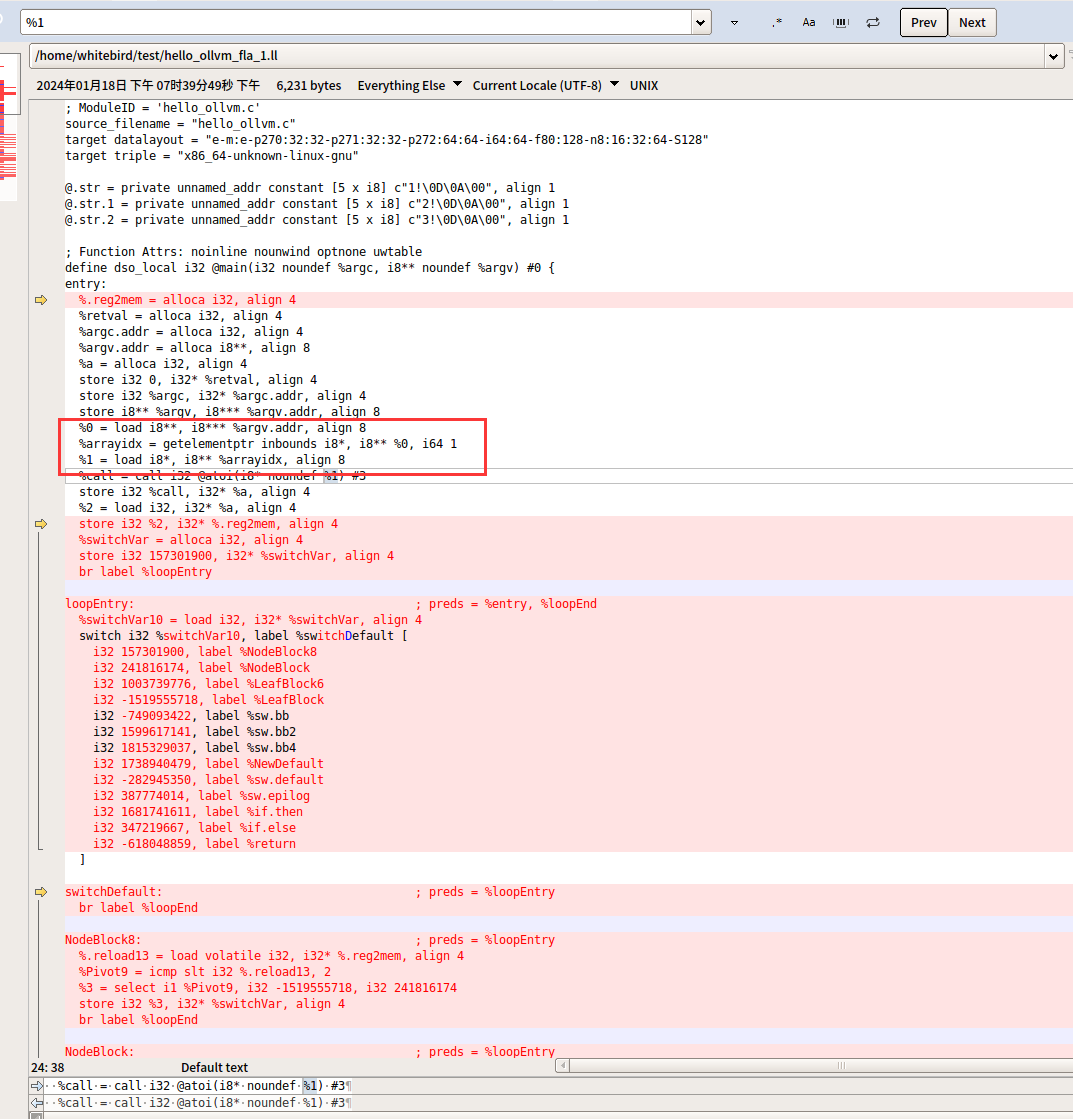 %1
.* Aa Prev Next
/home/whitebird/test/hello_ollvm_fla_1.ll
2024年01月18日 下午 07时39分49秒 下午 6,231 bytes Everything Else Current Locale (UTF-8) UNIX
; ModuleID = 'hello_ollvm.c'
source_filename = "hello_ollvm.c"
target datalayout = "e-m:e-p270:32:32-p271:32:32-p272:64:64-i64:64-f80:128-n8:16:32:64-S128"
target triple = "x86_64-unknown-linux-gnu"
@.str = private unnamed_addr constant [5 x i8] c"1!\0D\0A\00", align 1
@.str.1 = private unnamed_addr constant [5 x i8] c"2!\0D\0A\00", align 1
@.str.2 = private unnamed_addr constant [5 x i8] c"3!\0D\0A\00", align 1
; Function Attrs: noinline nounwind optnone uwtable
define dso_local i32 @main(i32 noundef %argc, i8** noundef %argv) #0 {
entry:
%.reg2mem = alloca i32, align 4
%retval = alloca i32, align 4
%argc.addr = alloca i32, align 4
%argv.addr = alloca i8**, align 8
%a = alloca i32, align 4
store i32 0, i32* %retval, align 4
store i32 %argc, i32* %argc.addr, align 4
store i8** %argv, i8*** %argv.addr, align 8
%0 = load i8**, i8*** %argv.addr, align 8
%arrayidx = getelementptr inbounds i8*, i8** %0, i64 1
%1 = load i8*, i8** %arrayidx, align 8
%call = call i32 @atoi(i8* noundef %1) #3
store i32 %call, i32* %a, align 4
%2 = load i32, i32* %a, align 4
store i32 %2, i32* %.reg2mem, align 4
%switchVar = alloca i32, align 4
store i32 157301900, i32* %switchVar, align 4
br label %loopEntry
loopEntry: ; preds = %entry, %loopEnd
%switchVar10 = load i32, i32* %switchVar, align 4
switch i32 %switchVar10, label %switchDefault [
i32 157301900, label %NodeBlock8
i32 241816174, label %NodeBlock
i32 1003739776, label %LeafBlock6
i32 -1519555718, label %LeafBlock
i32 -749093422, label %sw.bb
i32 1599617141, label %sw.bb2
i32 1815329037, label %sw.bb4
i32 1738940479, label %NewDefault
i32 -282945350, label %sw.default
i32 387774014, label %sw.epilog
i32 1681741611, label %if.then
i32 347219667, label %if.else
i32 -618048859, label %return
]
switchDefault: ; preds = %loopEntry
br label %loopEnd
NodeBlock8: ; preds = %loopEntry
%.reload13 = load volatile i32, i32* %.reg2mem, align 4
%Pivot9 = icmp slt i32 %.reload13, 2
%3 = select i1 %Pivot9, i32 -1519555718, i32 241816174
store i32 %3, i32* %switchVar, align 4
br label %loopEnd
NodeBlock: ; preds = %loopEntry
24: 38 Default text
··%call·=·call·i32·@atoi(i8*·noundef·%1)·#3¶
··%call·=·call·i32·@atoi(i8*·noundef·%1)·#3¶